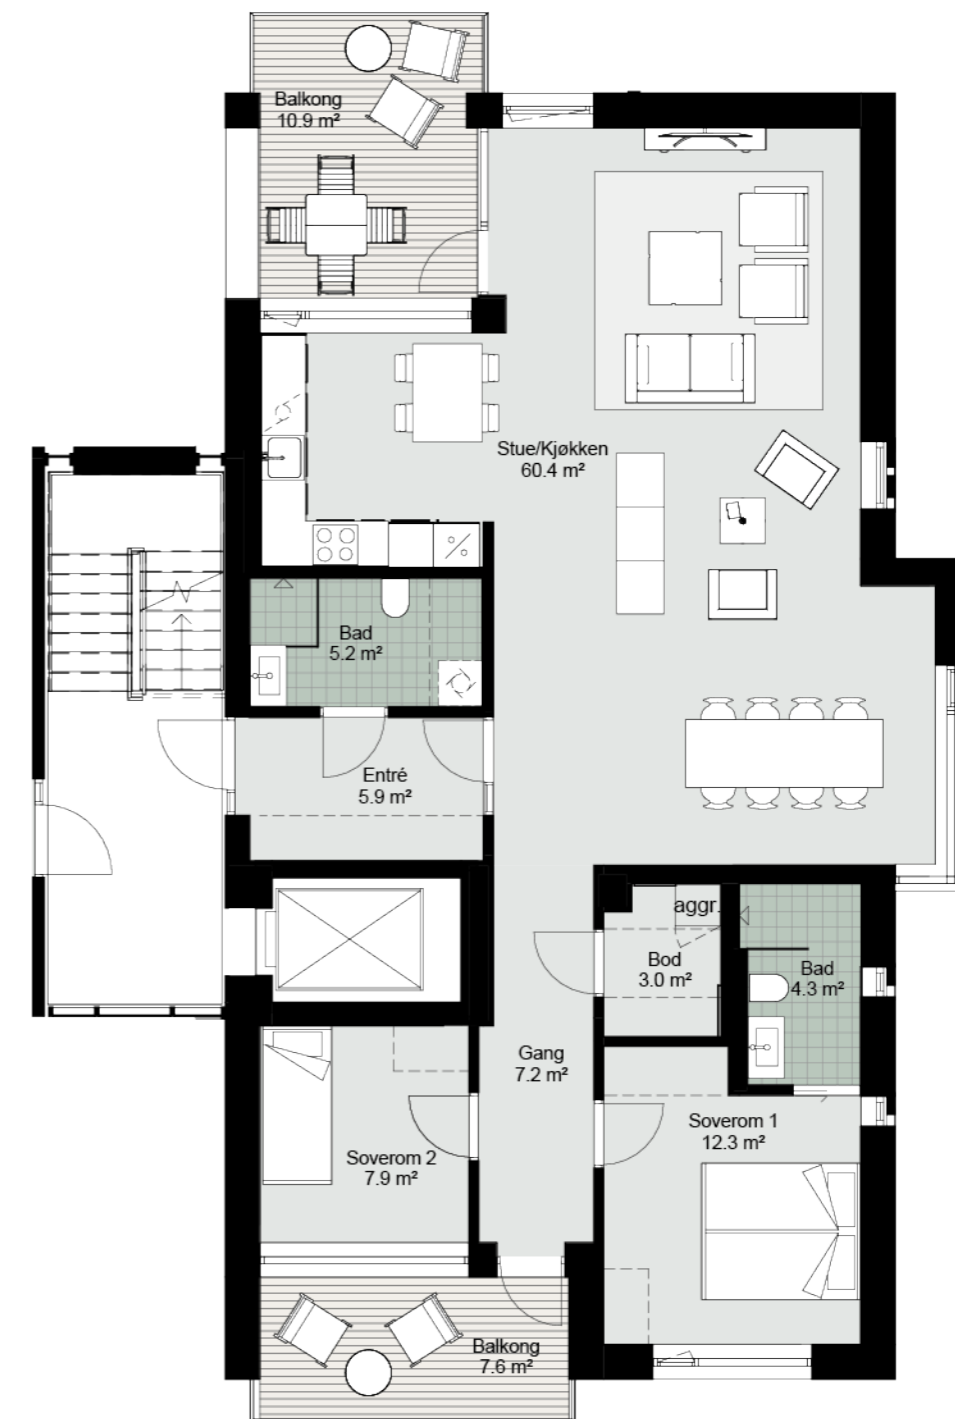 Balkong
10.9 m²
Stue/Kjøkken
60.4 m²
Bad
5.2 m²
Entré
5.9 m²
aggr.
Bod
3.0 m²
Bad
4.3 m²
Gang
7.2 m²
Soverom 1
12.3 m²
Soverom 2
7.9 m²
Balkong
7.6 m²